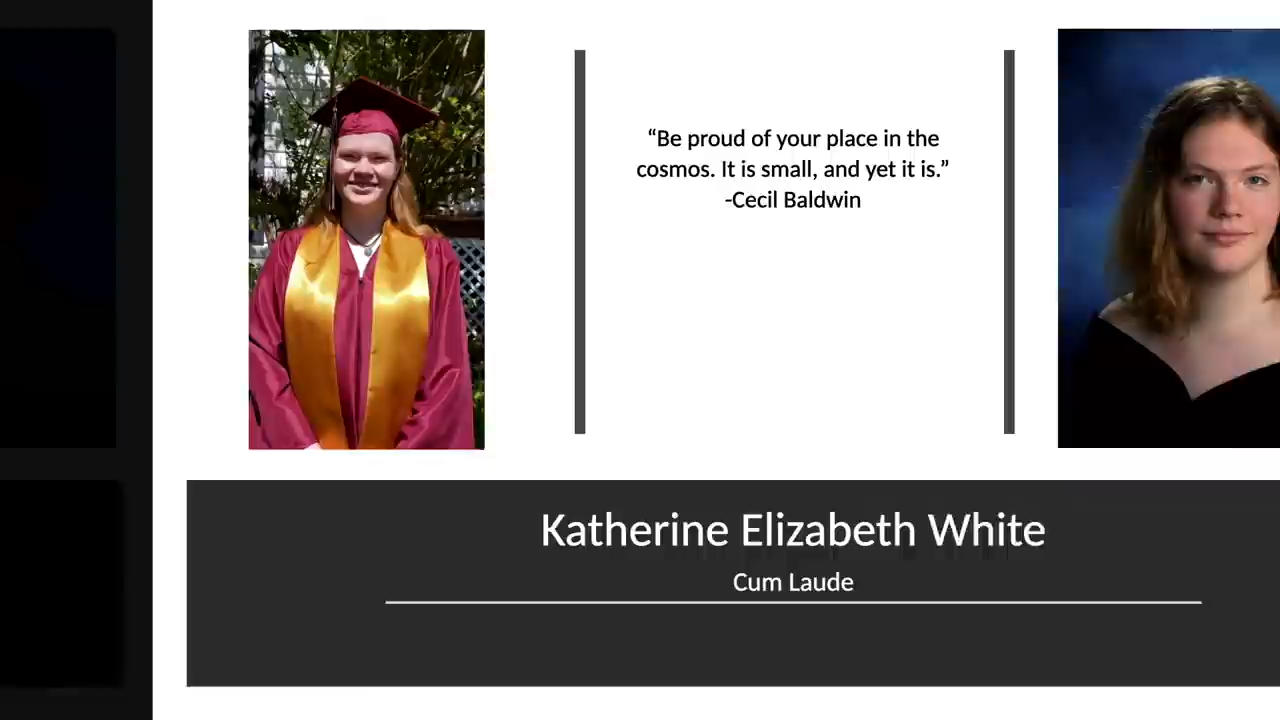 “Be proud of your place in the
cosmos. It is small, and yet it is.”
-Cecil Baldwin
Katherine Elizabeth White
Cum Laude